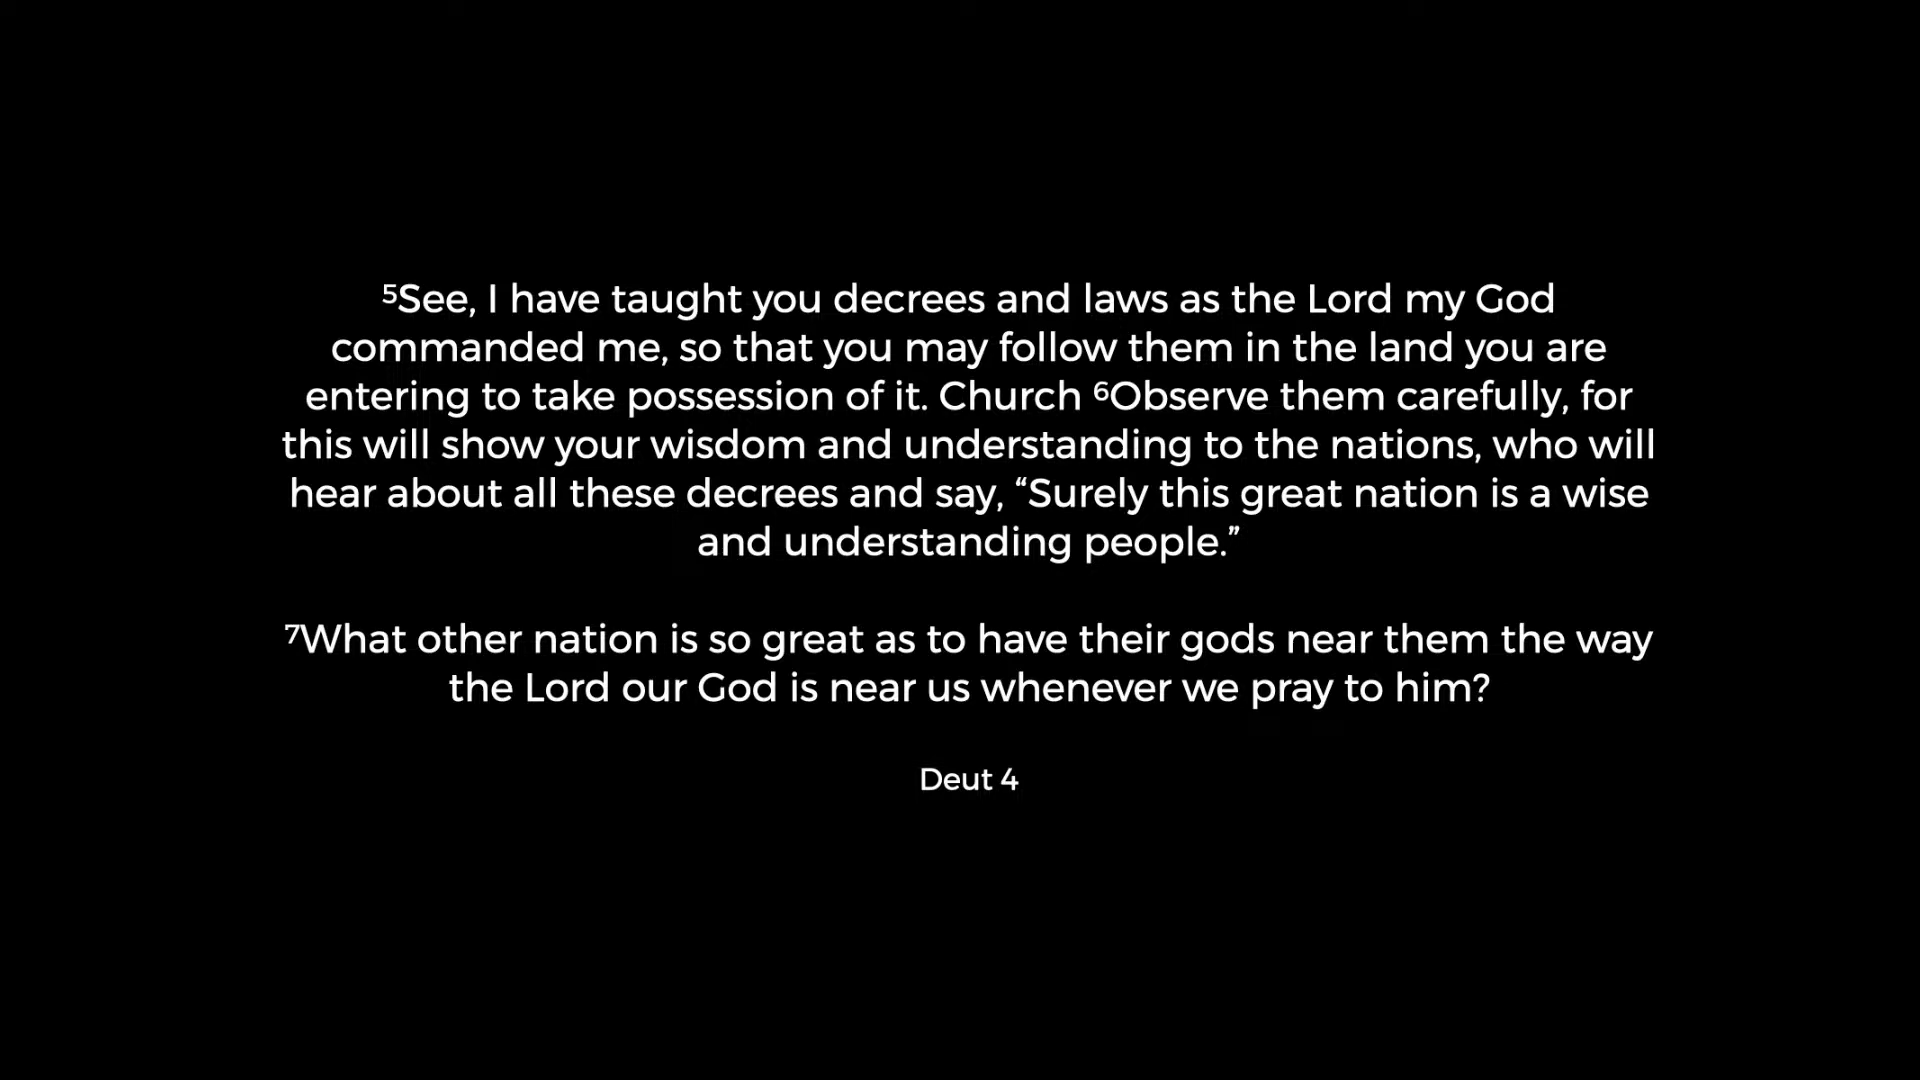 ⁵See, I have taught you decrees and laws as the Lord my God
commanded me, so that you may follow them in the land you are
entering to take possession of it. Church ⁶Observe them carefully, for
this will show your wisdom and understanding to the nations, who will
hear about all these decrees and say, “Surely this great nation is a wise
and understanding people.”
⁷What other nation is so great as to have their gods near them the way
the Lord our God is near us whenever we pray to him?
Deut 4